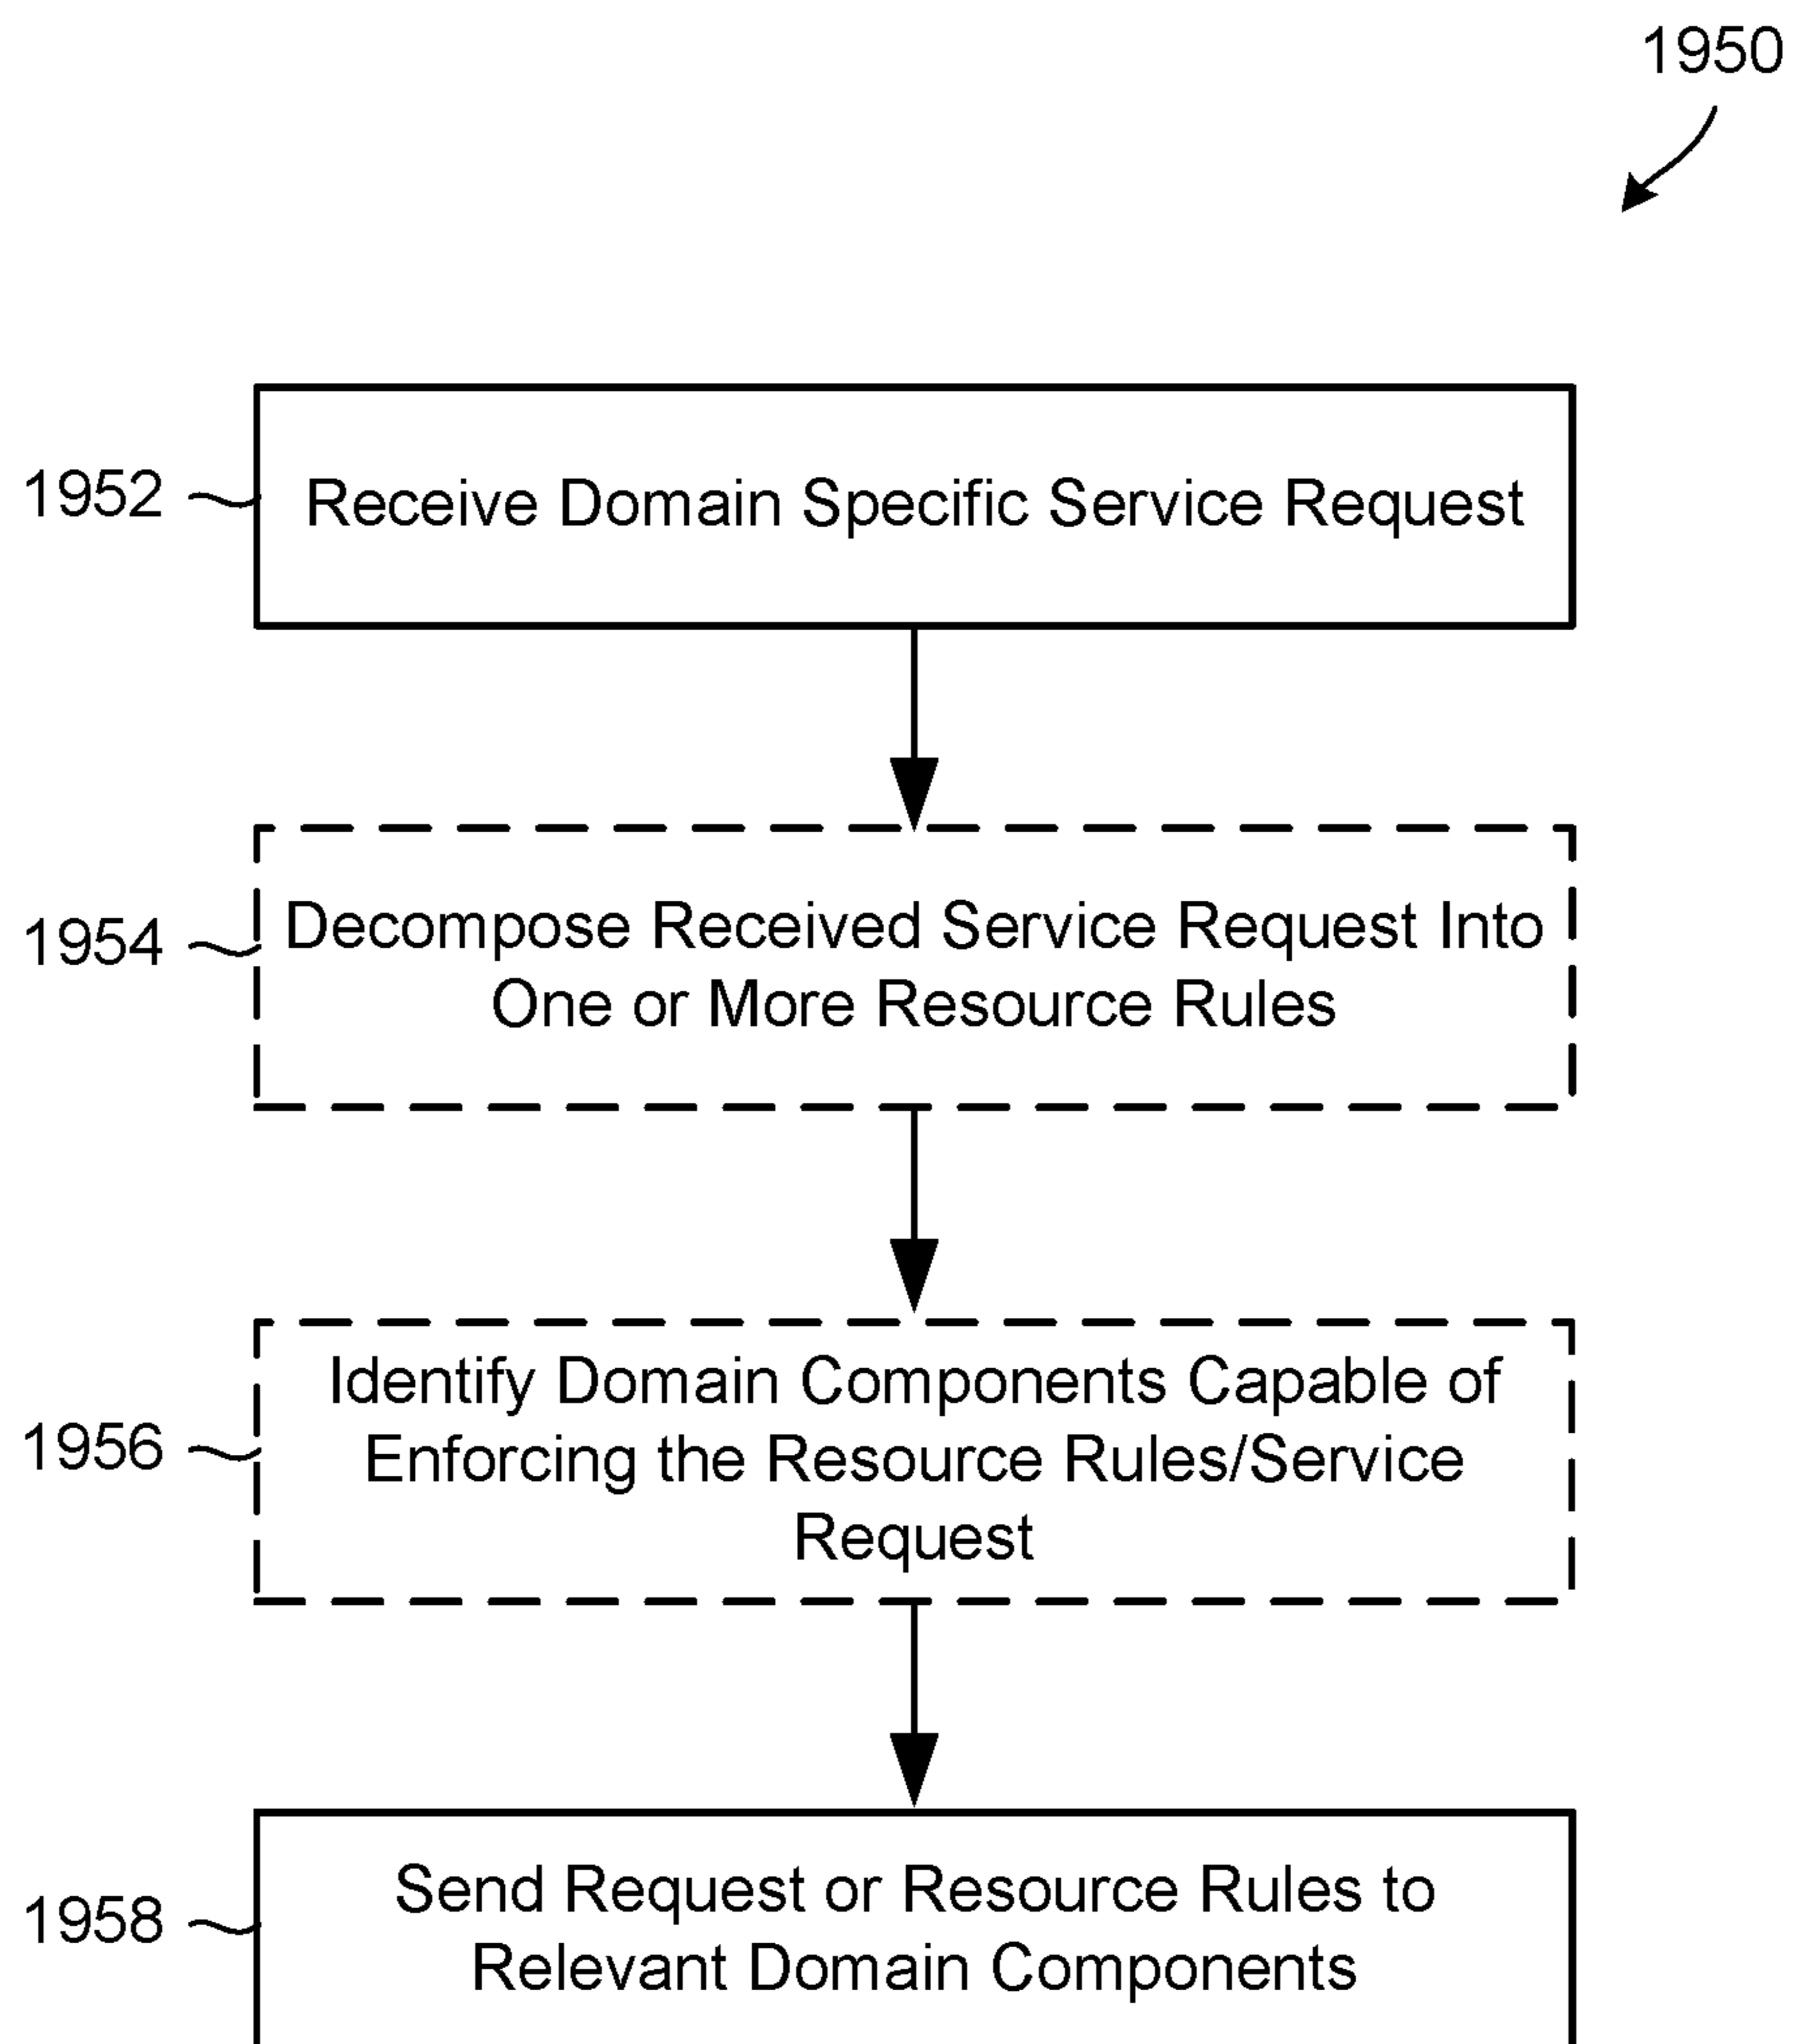 1950
1952
Receive Domain Specific Service Request
1954
Decompose Received Service Request Into
One or More Resource Rules
1956
Identify Domain Components Capable of
Enforcing the Resource Rules/Service
Request
1958
Send Request or Resource Rules to
Relevant Domain Components